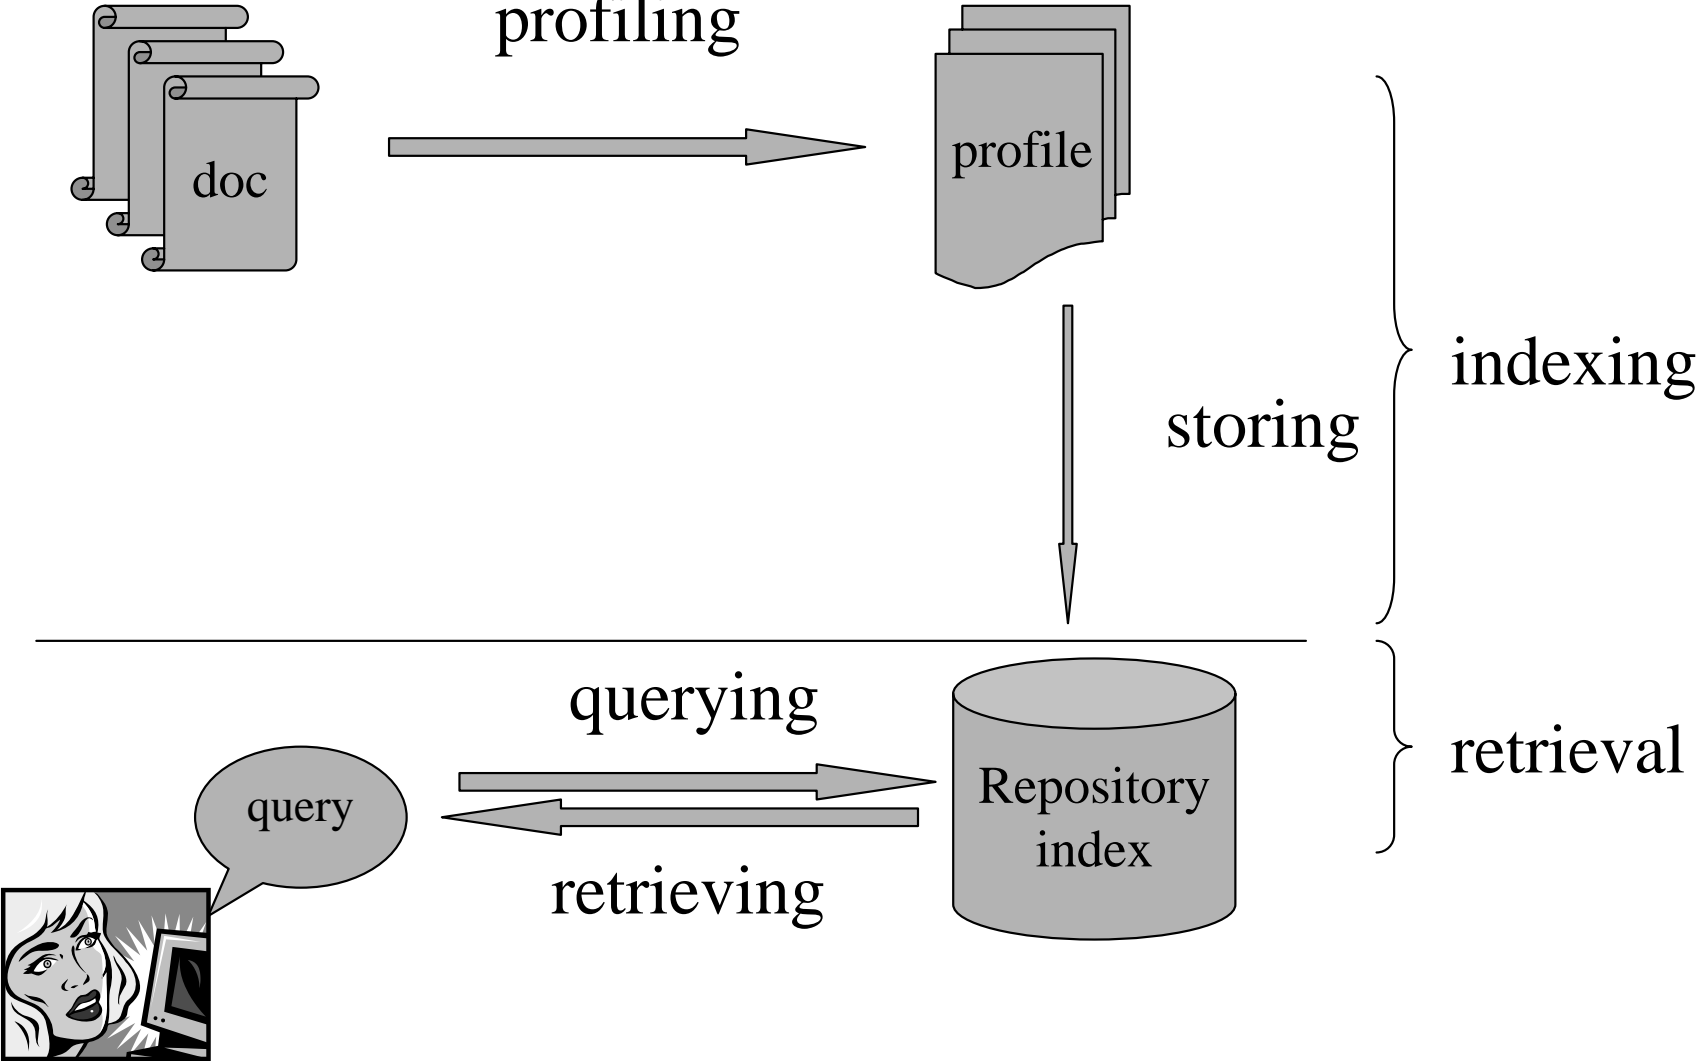 profiling
doc
profile
indexing
storing
querying
Repository
index
retrieval
query
retrieving